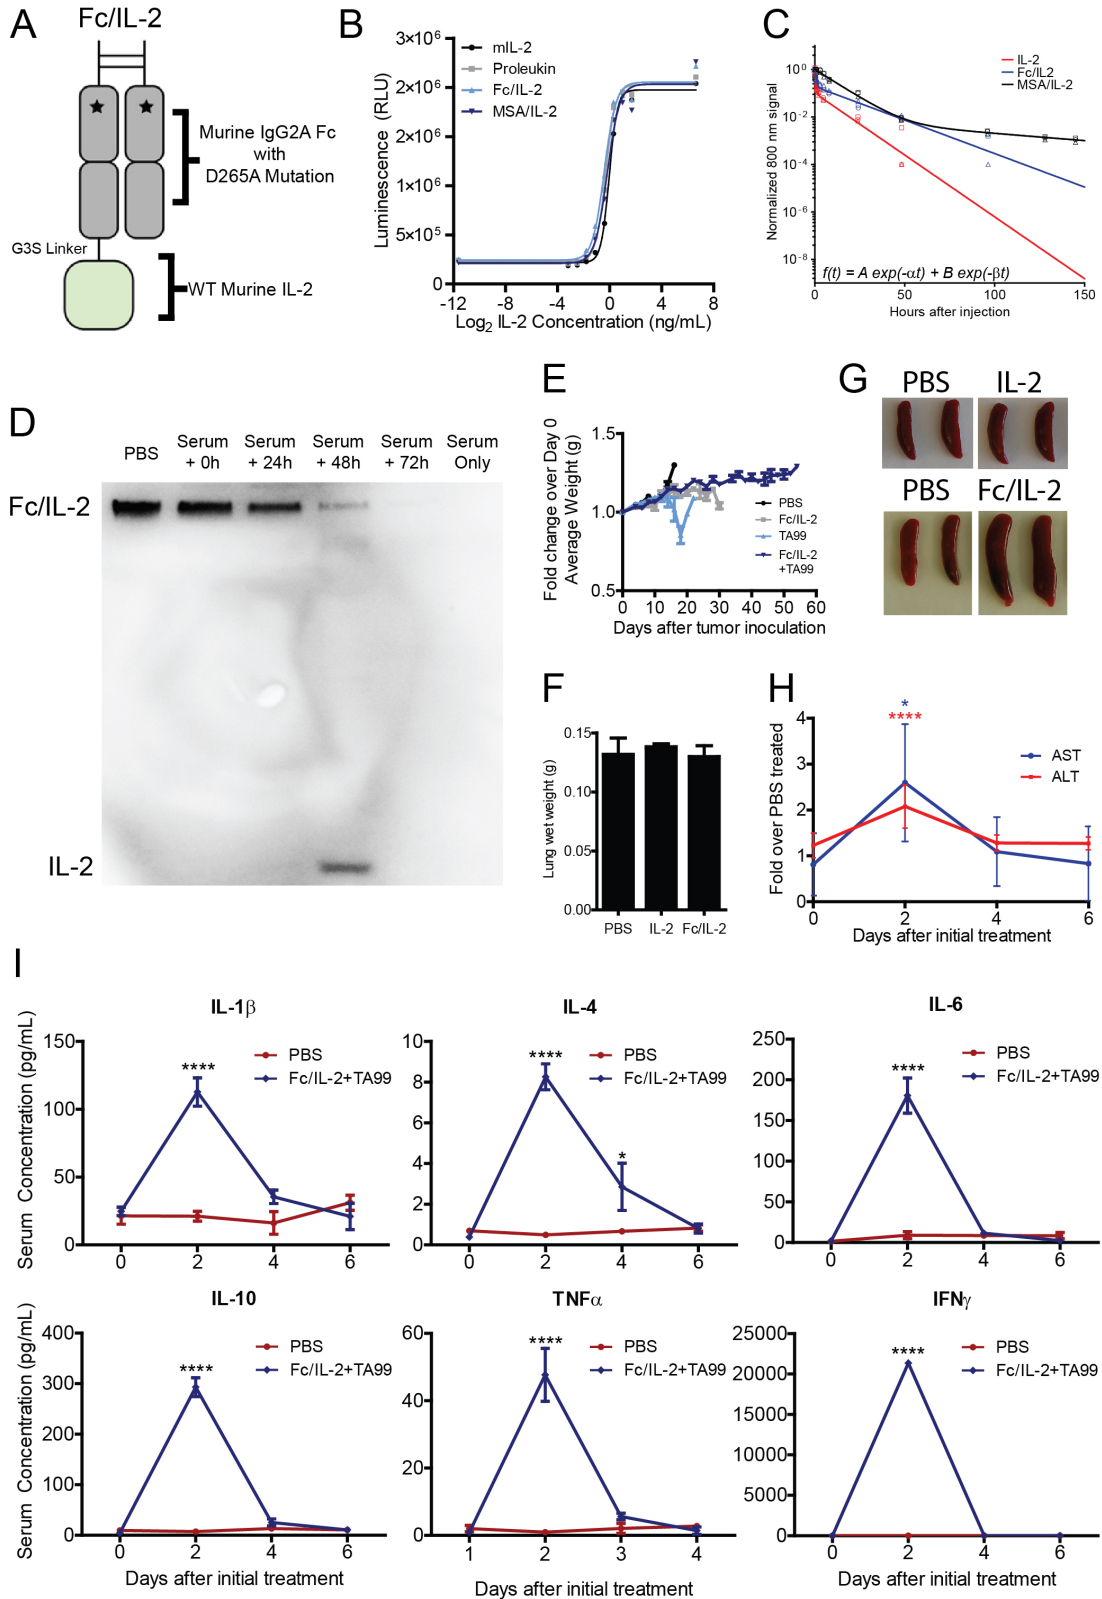 A
Fc/IL-2
Murine IgG2A Fc
with
D265A Mutation
G3S Linker
WT Murine IL-2
B
Luminescence (RLU)
3×10⁶
2×10⁶
2×10⁶
1×10⁶
5×10⁵
0
-12 -8 -4 0 4 8
Log₂ IL-2 Concentration (ng/mL)
mIL-2
Proleukin
Fc/IL-2
MSA/IL-2
C
Normalized 800 nm signal
10⁰
10⁻²
10⁻⁴
10⁻⁶
10⁻⁸
IL-2
Fc/IL2
MSA/IL-2
f(t) = A exp(-αt) + B exp(-βt)
0 50 100 150
Hours after injection
D
PBS
Serum + 0h
Serum + 24h
Serum + 48h
Serum + 72h
Serum Only
Fc/IL-2
IL-2
E
Fold change over Day 0
Average Weight (g)
1.5
1.0
0.5
0 10 20 30 40 50 60
Days after tumor inoculation
PBS
Fc/IL-2
TA99
Fc/IL-2
+TA99
F
Lung wet weight (g)
0.15
0.10
0.05
0.00
PBS IL-2 Fc/IL-2
G
PBS IL-2
PBS Fc/IL-2
H
Fold over PBS treated
4
3
2
1
0
*
****
AST
ALT
0 2 4 6
Days after initial treatment
I
IL-1β
Serum Concentration (pg/mL)
150
100
50
0
****
PBS
Fc/IL-2+TA99
0 2 4 6
IL-4
10
8
6
4
2
0
****
*
PBS
Fc/IL-2+TA99
0 2 4 6
IL-6
250
200
150
100
50
0
****
PBS
Fc/IL-2+TA99
0 2 4 6
IL-10
Serum Concentration (pg/mL)
400
300
200
100
0
****
PBS
Fc/IL-2+TA99
0 2 4 6
Days after initial treatment
TNFα
60
40
20
0
****
PBS
Fc/IL-2+TA99
1 2 3 4
Days after initial treatment
IFNγ
25000
20000
15000
10000
5000
0
****
PBS
Fc/IL-2+TA99
0 2 4 6
Days after initial treatment